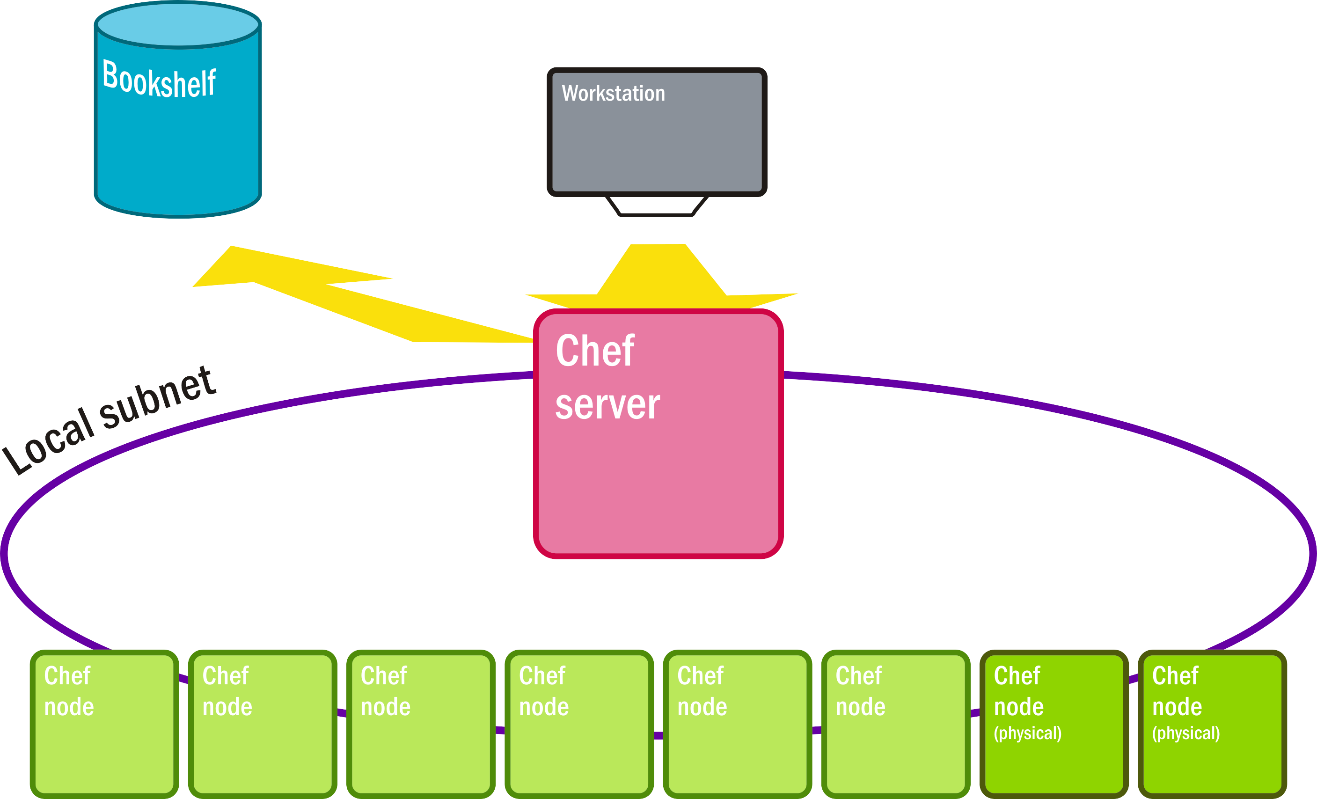 Bookshelf
Workstation
Chef
server
Local subnet
Chef
node
Chef
node
Chef
node
Chef
node
Chef
node
Chef
node
Chef
node
(physical)
Chef
node
(physical)